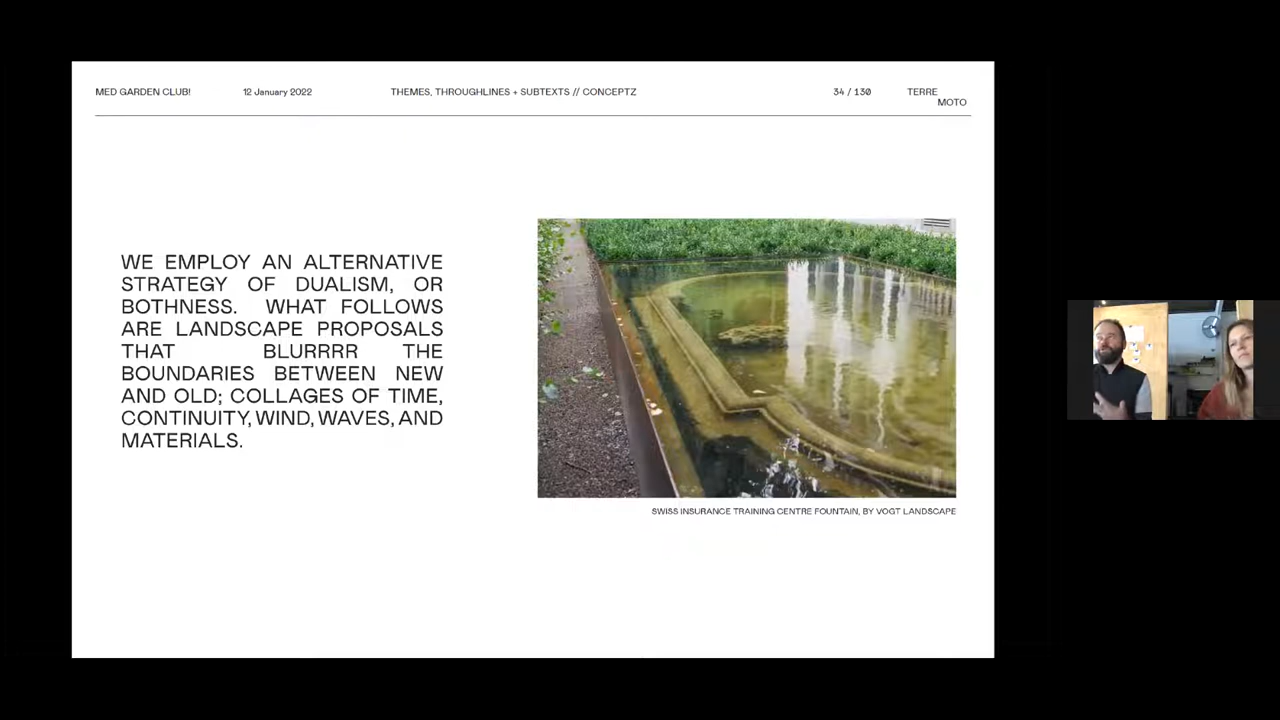 MED GARDEN CLUB!
12 January 2022
THEMES, THROUGHLINES + SUBTEXTS // CONCEPTZ
34 / 130
TERRE
MOTO
WE EMPLOY AN ALTERNATIVE
STRATEGY OF DUALISM, OR
BOTHNESS. WHAT FOLLOWS
ARE LANDSCAPE PROPOSALS
THAT BLURRRR THE
BOUNDARIES BETWEEN NEW
AND OLD; COLLAGES OF TIME,
CONTINUITY, WIND, WAVES, AND
MATERIALS.
SWISS INSURANCE TRAINING CENTRE FOUNTAIN, BY VOGT LANDSCAPE